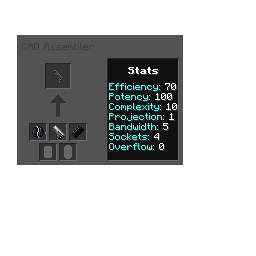 CAD Assembler
Stats
Efficiency: 70
Potency: 100
Complexity: 10
Projection: 1
Bandwidth: 5
Sockets: 4
Overflow: 0